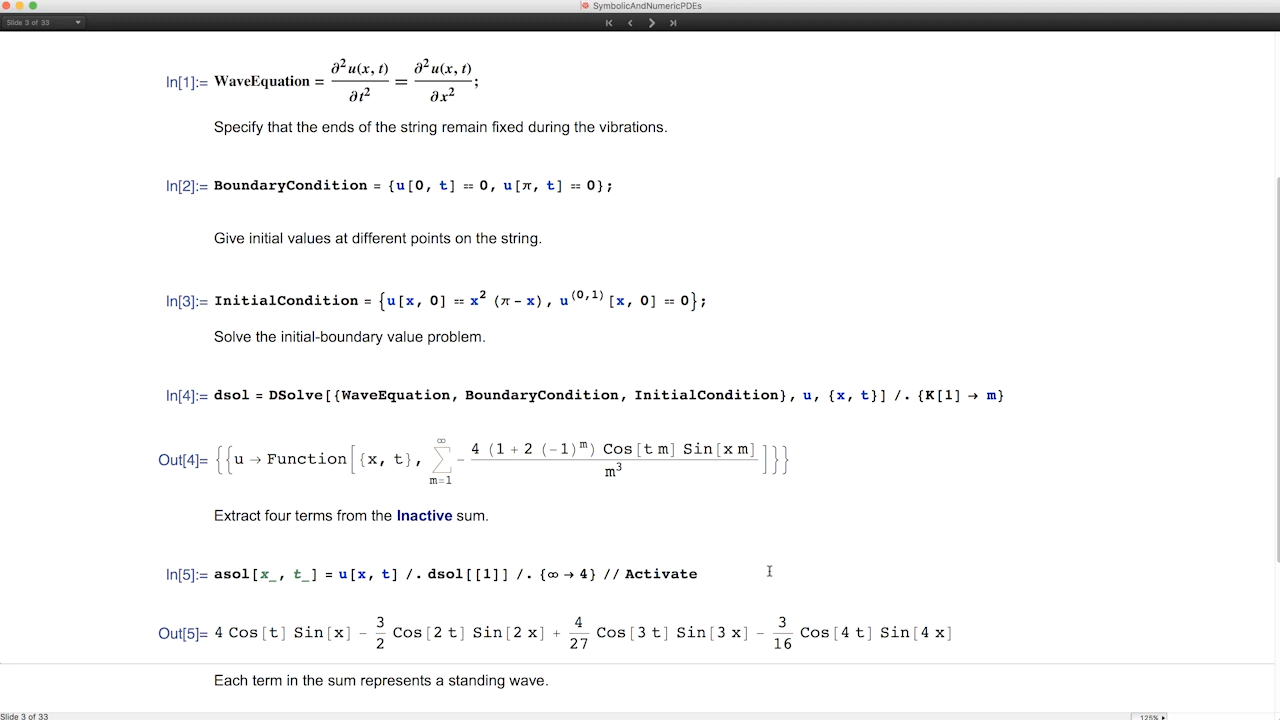 SymbolicAndNumericPDEs
Slide 3 of 33
In[1]:= WaveEquation = ∂²u(x, t)/∂t² = ∂²u(x, t)/∂x²;
Specify that the ends of the string remain fixed during the vibrations.
In[2]:= BoundaryCondition = {u[0, t] == 0, u[π, t] == 0};
Give initial values at different points on the string.
In[3]:= InitialCondition = {u[x, 0] == x² (π - x), u^(0,1)[x, 0] == 0};
Solve the initial-boundary value problem.
In[4]:= dsol = DSolve[{WaveEquation, BoundaryCondition, InitialCondition}, u, {x, t}] /. {K[1] → m}
Out[4]= {{u → Function[{x, t}, ∑_{m=1}^{∞} - 4 (1 + 2 (-1)^m) Cos[t m] Sin[x m]/m³]}}
Extract four terms from the Inactive sum.
In[5]:= asol[x_, t_] = u[x, t] /. dsol[[1]] /. {∞ → 4} // Activate
Out[5]= 4 Cos[t] Sin[x] - 3/2 Cos[2 t] Sin[2 x] + 4/27 Cos[3 t] Sin[3 x] - 3/16 Cos[4 t] Sin[4 x]
Each term in the sum represents a standing wave.
Slide 3 of 33
125%